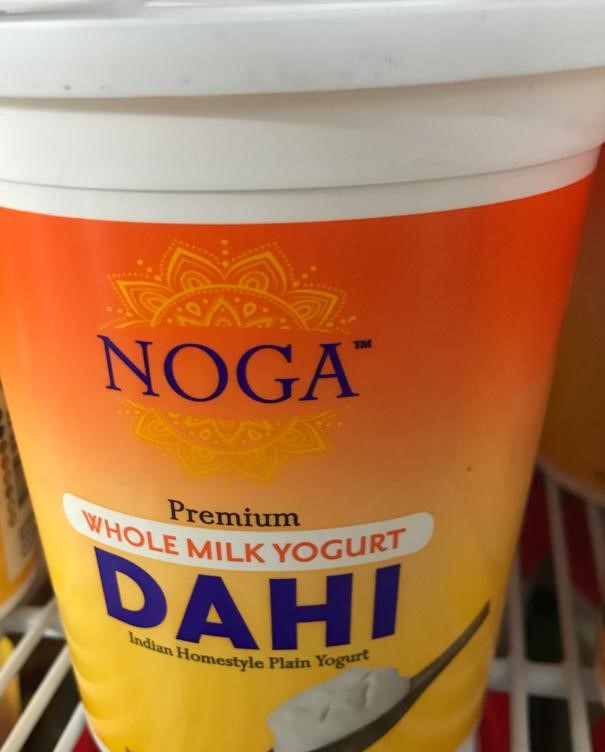 NOGA™
Premium
WHOLE MILK YOGURT
DAHI
Indian Homestyle Plain Yogurt